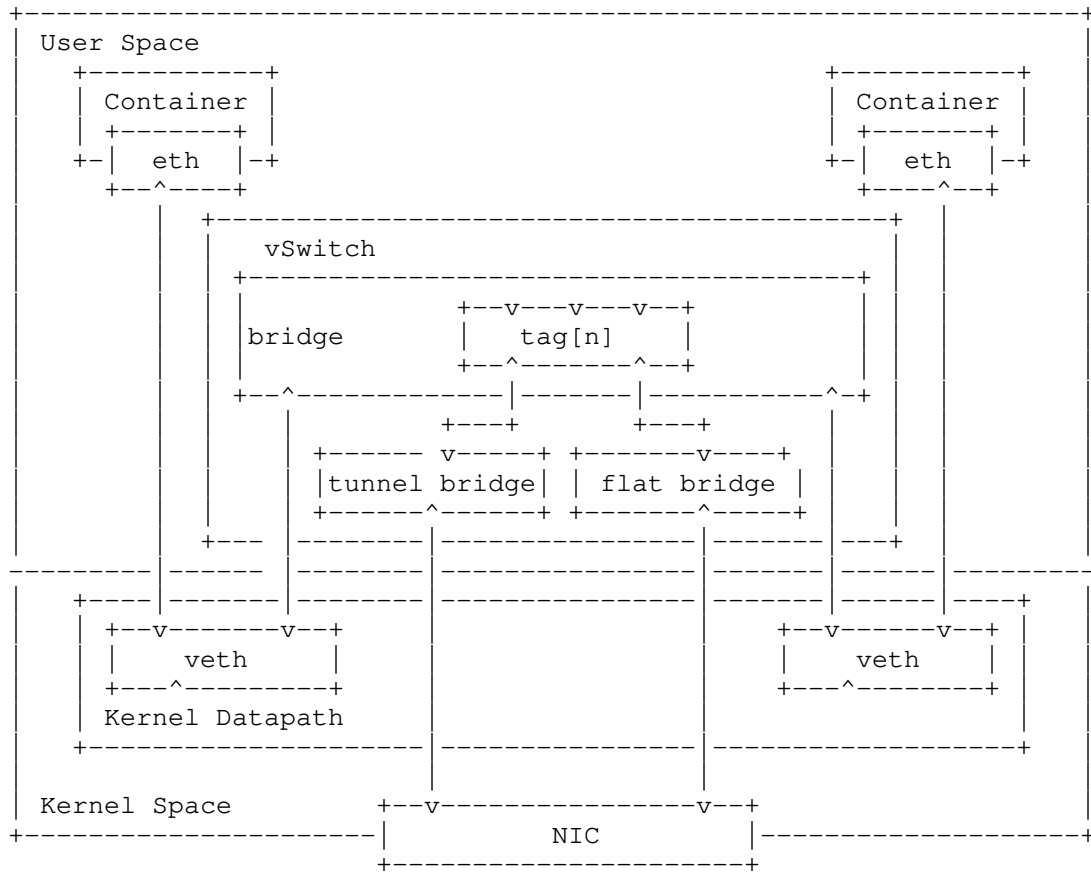 User Space
Container Container
eth eth
vSwitch
bridge tag[n]
tunnel bridge flat bridge
veth veth
Kernel Datapath
Kernel Space
NIC